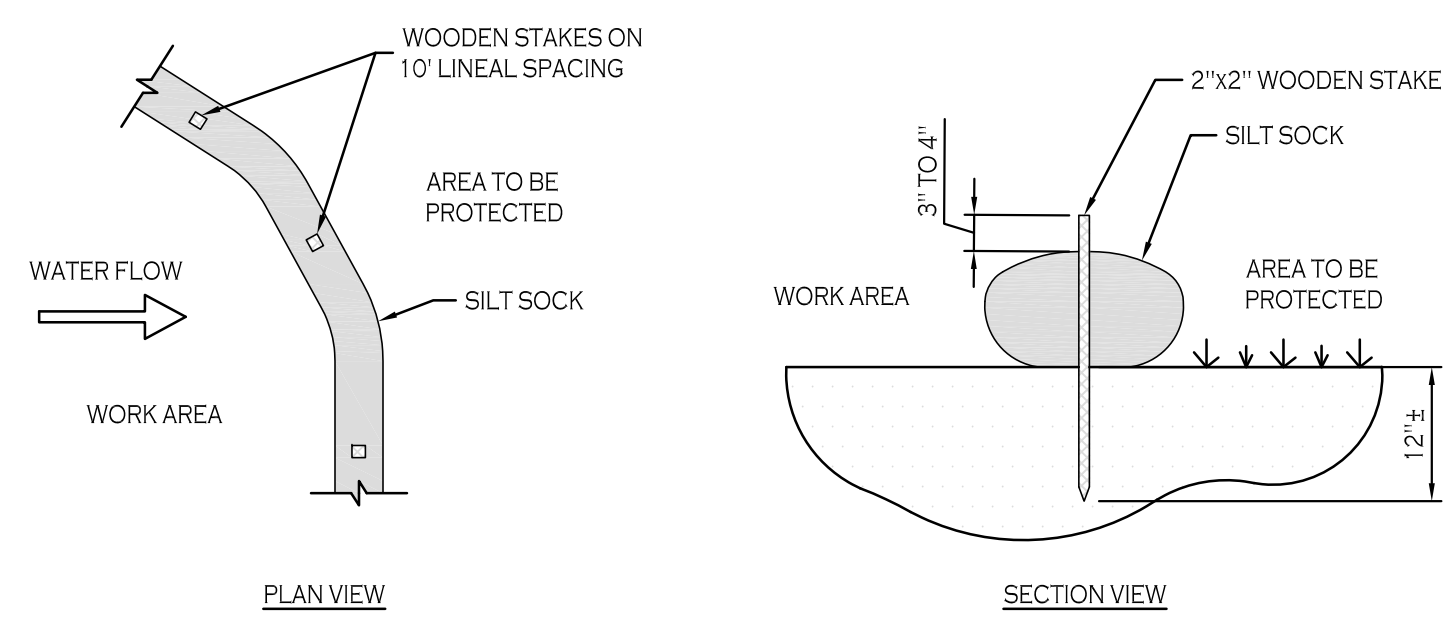 WOODEN STAKES ON
10' LINEAL SPACING
AREA TO BE
PROTECTED
WATER FLOW
SILT SOCK
WORK AREA
PLAN VIEW
2"x2" WOODEN STAKE
SILT SOCK
3" TO 4"
WORK AREA
AREA TO BE
PROTECTED
12"±
SECTION VIEW